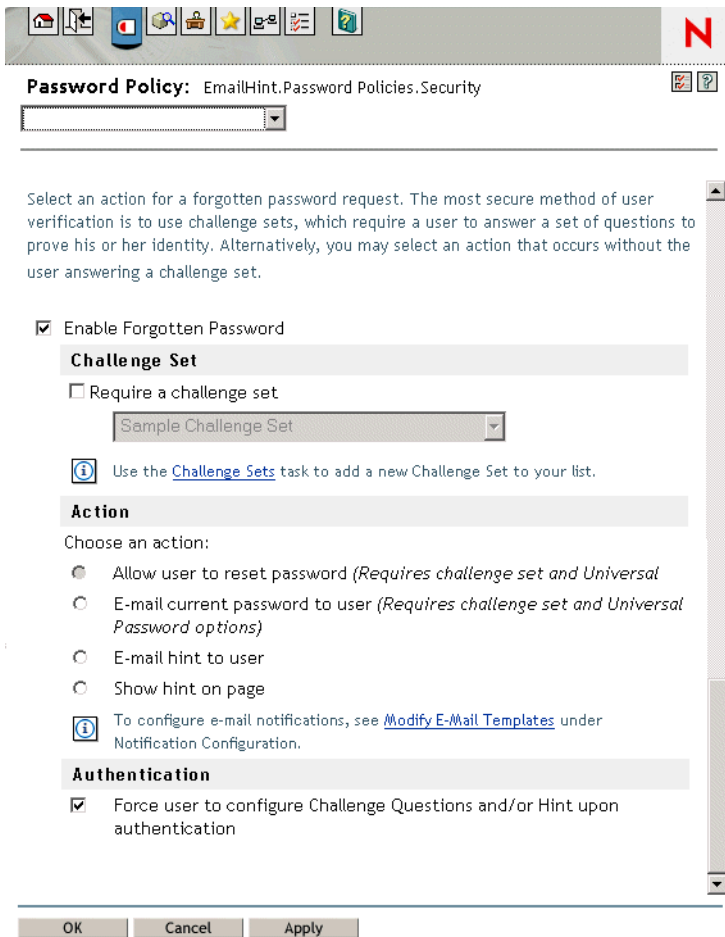 N
Password Policy: EmailHint.Password Policies.Security
Select an action for a forgotten password request. The most secure method of user
verification is to use challenge sets, which require a user to answer a set of questions to
prove his or her identity. Alternatively, you may select an action that occurs without the
user answering a challenge set.
Enable Forgotten Password
Challenge Set
Require a challenge set
Sample Challenge Set
Use the Challenge Sets task to add a new Challenge Set to your list.
Action
Choose an action:
Allow user to reset password (Requires challenge set and Universal
E-mail current password to user (Requires challenge set and Universal
Password options)
E-mail hint to user
Show hint on page
To configure e-mail notifications, see Modify E-Mail Templates under
Notification Configuration.
Authentication
Force user to configure Challenge Questions and/or Hint upon
authentication
OK Cancel Apply